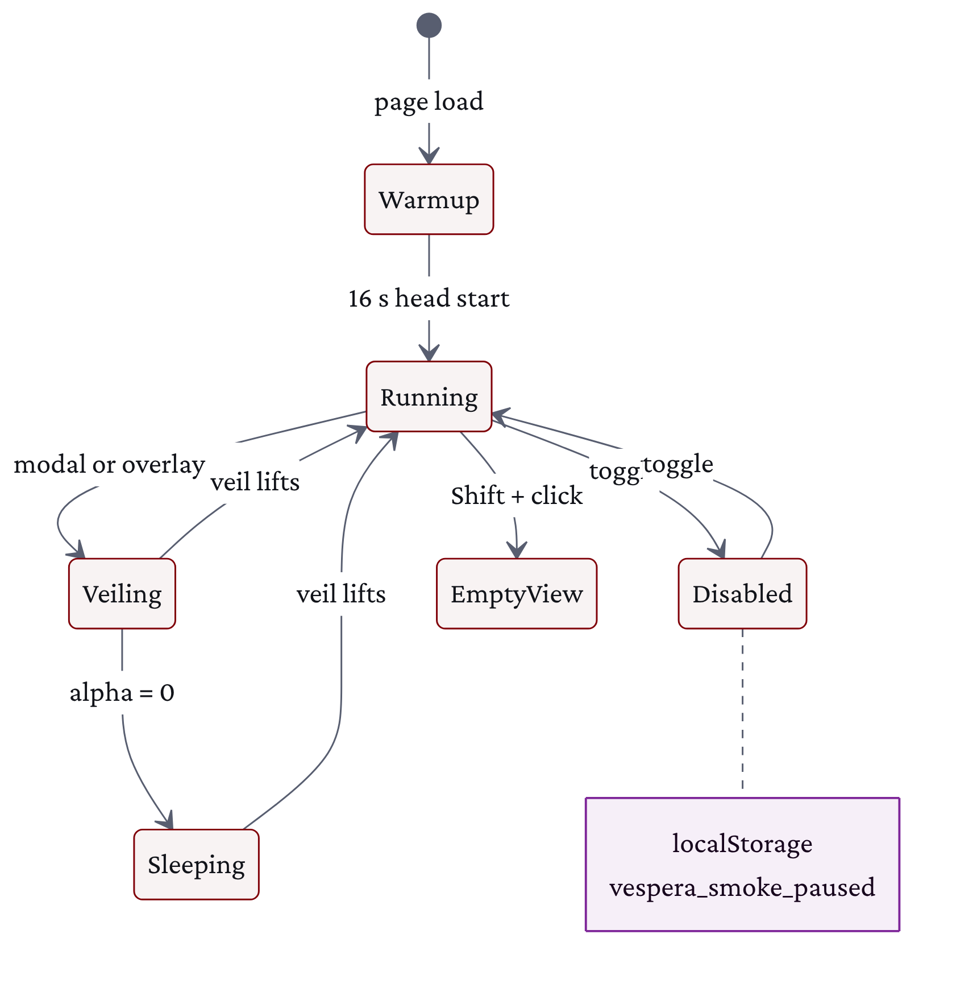 page load
Warmup
16 s head start
Running
modal or overlay
veil lifts
Shift + click
toggle
Veiling
veil lifts
EmptyView
Disabled
alpha = 0
localStorage
vespera_smoke_paused
Sleeping